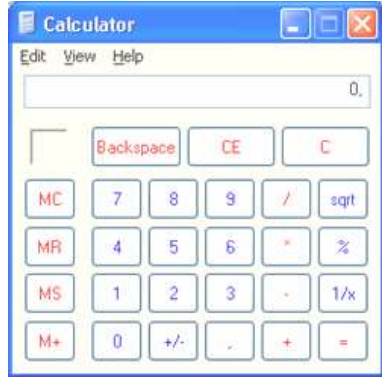 Calculator
Edit View Help
0,
Backspace CE C
MC 7 8 9 / sqrt
MR 4 5 6 * %
MS 1 2 3 - 1/x
M+ 0 +/- , + =